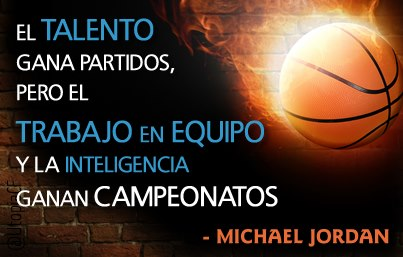 EL TALENTO
GANA PARTIDOS,
PERO EL
TRABAJO EN EQUIPO
Y LA INTELIGENCIA
GANAN CAMPEONATOS
- MICHAEL JORDAN